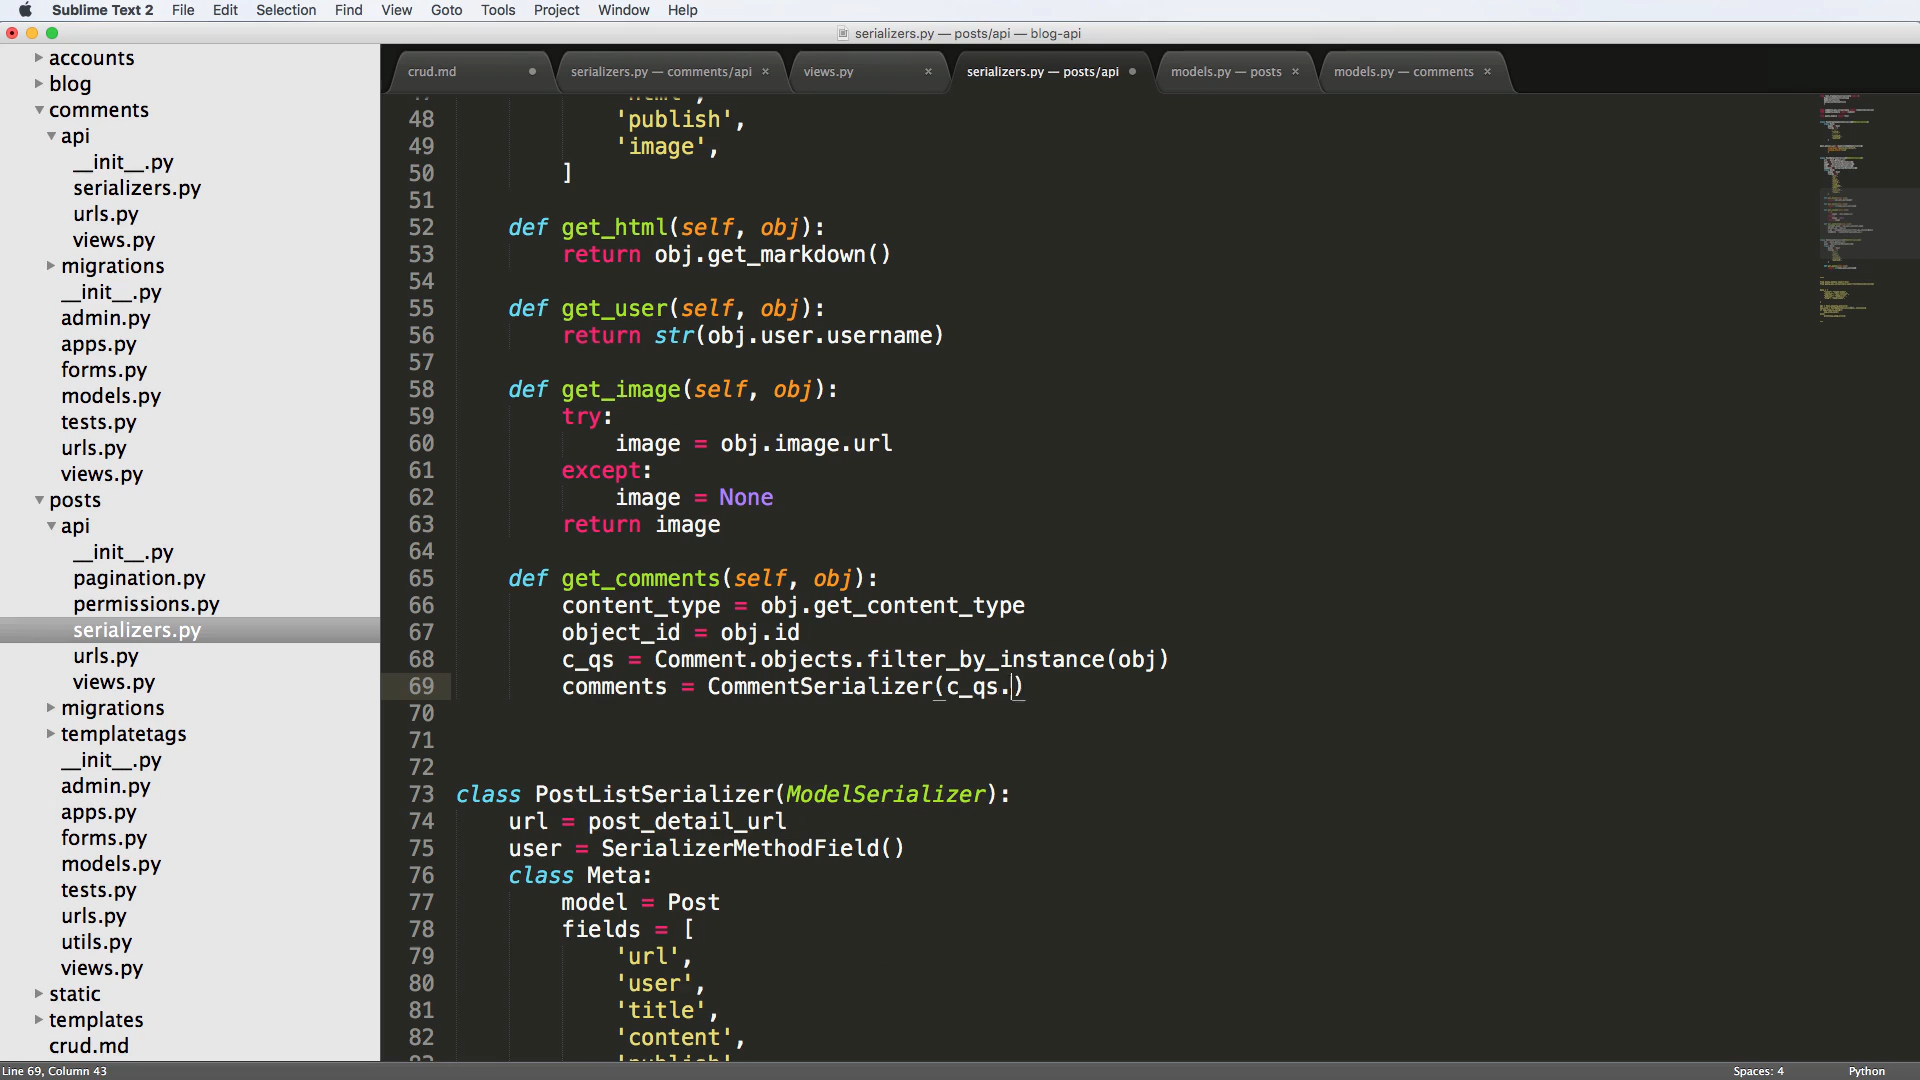 Sublime Text 2 File Edit Selection Find View Goto Tools Project Window Help
serializers.py — posts/api — blog-api
accounts
blog
comments
api
__init__.py
serializers.py
urls.py
views.py
migrations
__init__.py
admin.py
apps.py
forms.py
models.py
tests.py
urls.py
views.py
posts
api
__init__.py
pagination.py
permissions.py
serializers.py
urls.py
views.py
migrations
templatetags
__init__.py
admin.py
apps.py
forms.py
models.py
tests.py
urls.py
utils.py
views.py
static
templates
crud.md
crud.md serializers.py — comments/api views.py serializers.py — posts/api models.py — posts models.py — comments
48 'publish',
49 'image',
50 ]
51
52 def get_html(self, obj):
53 return obj.get_markdown()
54
55 def get_user(self, obj):
56 return str(obj.user.username)
57
58 def get_image(self, obj):
59 try:
60 image = obj.image.url
61 except:
62 image = None
63 return image
64
65 def get_comments(self, obj):
66 content_type = obj.get_content_type
67 object_id = obj.id
68 c_qs = Comment.objects.filter_by_instance(obj)
69 comments = CommentSerializer(c_qs.)
70
71
72
73 class PostListSerializer(ModelSerializer):
74 url = post_detail_url
75 user = SerializerMethodField()
76 class Meta:
77 model = Post
78 fields = [
79 'url',
80 'user',
81 'title',
82 'content',
Line 69, Column 43
Spaces: 4 Python